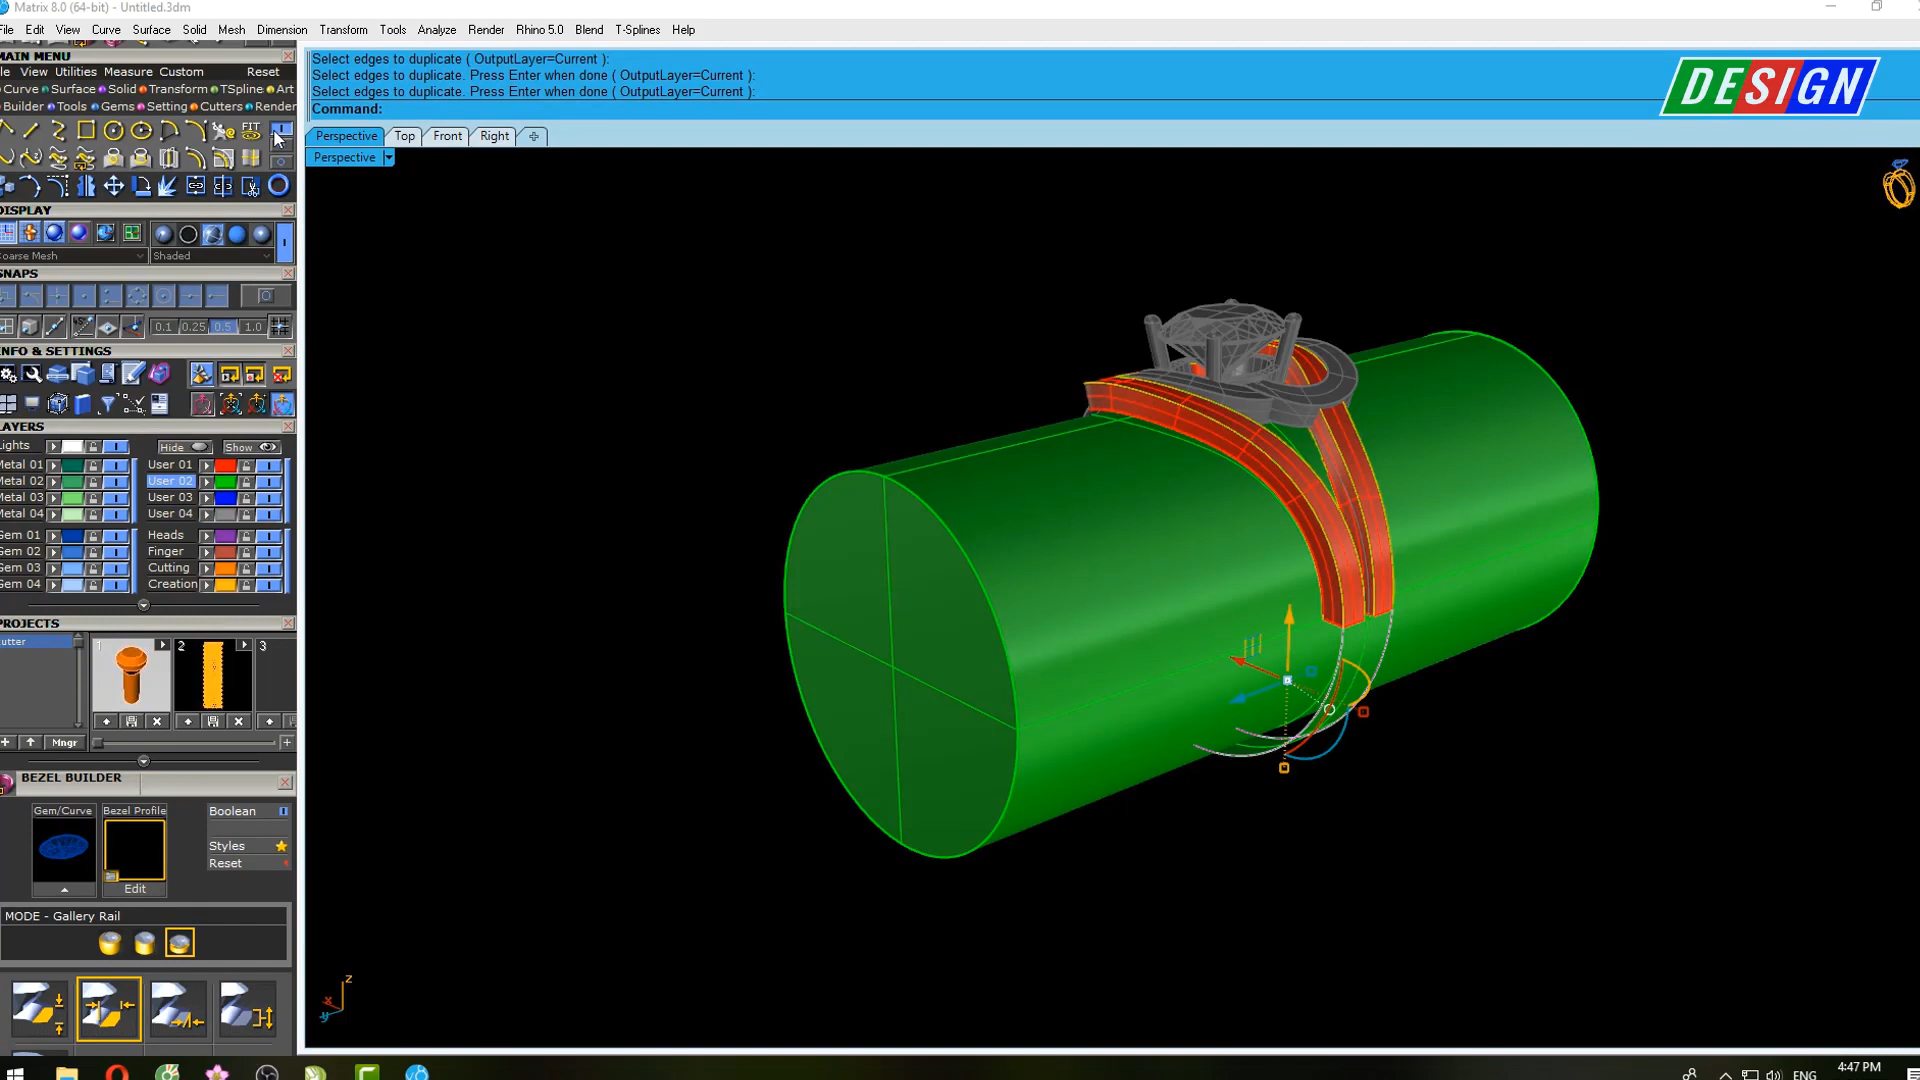 Matrix 8.0 (64-bit) - Untitled.3dm
File Edit View Curve Surface Solid Mesh Dimension Transform Tools Analyze Render Rhino 5.0 Blend T-Splines Help
MAIN MENU
le View Utilities Measure Custom Reset
Curve Surface Solid Transform TSpline Art
Builder Tools Gems Setting Cutters Render
FIT
Select edges to duplicate ( OutputLayer=Current ):
Select edges to duplicate. Press Enter when done ( OutputLayer=Current ):
Select edges to duplicate. Press Enter when done ( OutputLayer=Current ):
Command:
DESIGN
Perspective Top Front Right
Perspective
DISPLAY
oarse Mesh Shaded
SNAPS
0.1 0.25 0.5 1.0
INFO & SETTINGS
LAYERS
Lights Hide Show
Metal 01 User 01
Metal 02 User 02
Metal 03 User 03
Metal 04 User 04
Gem 01 Heads
Gem 02 Finger
Gem 03 Cutting
Gem 04 Creation
PROJECTS
utter 1 2 3
Mngr
BEZEL BUILDER
Gem/Curve Bezel Profile Boolean
Styles
Reset
Edit
MODE - Gallery Rail
z
x
y
ENG
4:47 PM